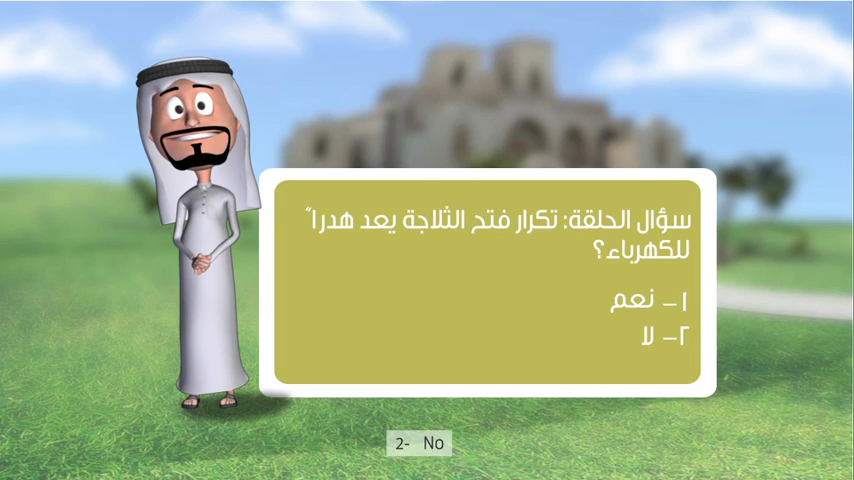 سؤال الحلقة: تكرار فتح الثلاجة يعد هدراً
للكهرباء؟
١- نعم
٢- لا
2- No